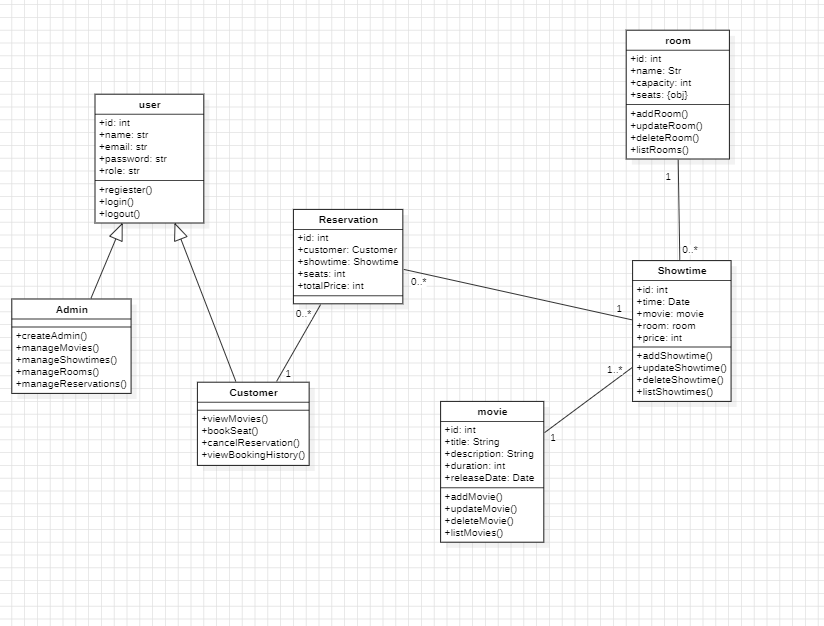 room
+id: int
+name: Str
+capacity: int
+seats: {obj}
+addRoom()
+updateRoom()
+deleteRoom()
+listRooms()
user
+id: int
+name: str
+email: str
+password: str
+role: str
+regiester()
+login()
+logout()
Reservation
+id: int
+customer: Customer
+showtime: Showtime
+seats: int
+totalPrice: int
1
0..*
Showtime
+id: int
+time: Date
+movie: movie
+room: room
+price: int
+addShowtime()
+updateShowtime()
+deleteShowtime()
+listShowtimes()
0..*
1
Admin
+createAdmin()
+manageMovies()
+manageShowtimes()
+manageRooms()
+manageReservations()
0..*
1
Customer
+viewMovies()
+bookSeat()
+cancelReservation()
+viewBookingHistory()
1..*
1
movie
+id: int
+title: String
+description: String
+duration: int
+releaseDate: Date
+addMovie()
+updateMovie()
+deleteMovie()
+listMovies()